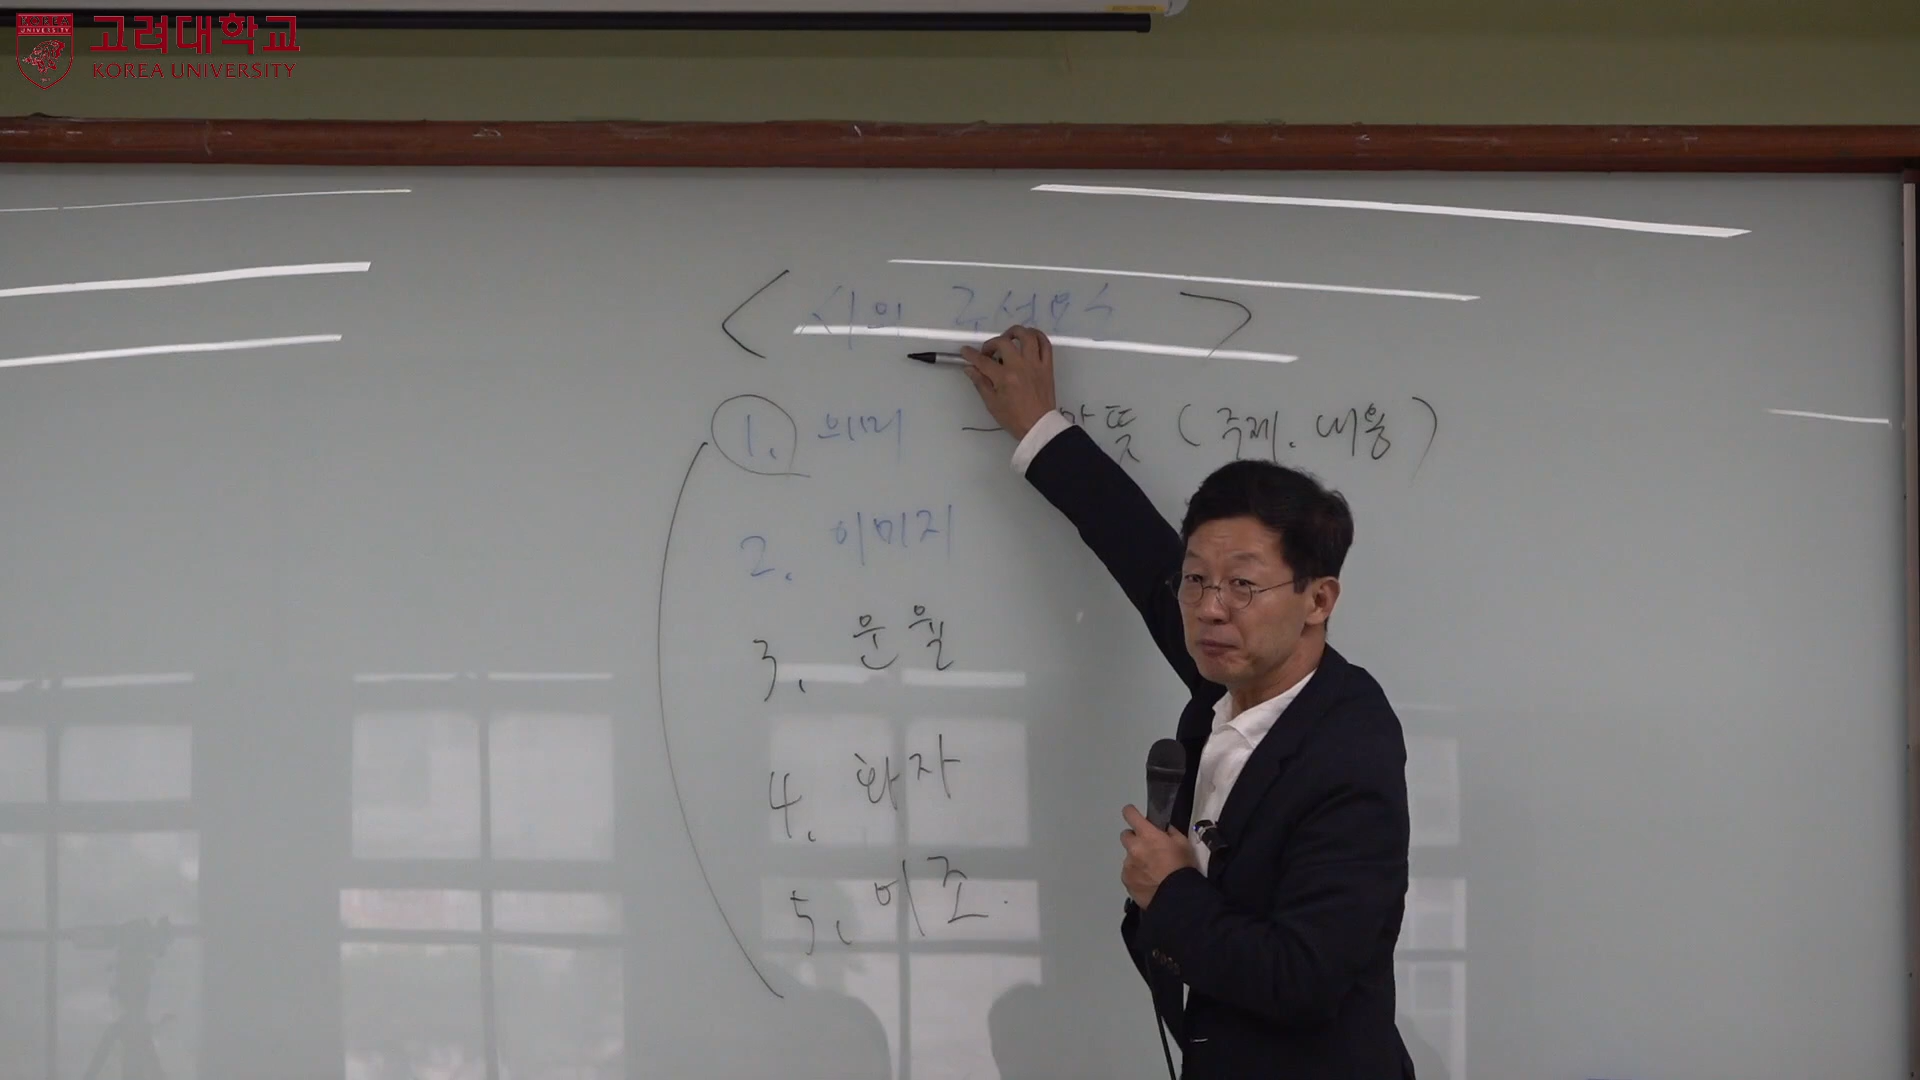 고려대학교
KOREA UNIVERSITY
< 시의 구성요소 >
1. 의미 → 말뜻 (주제. 내용)
2. 이미지
3. 운율
4. 화자
5. 어조.